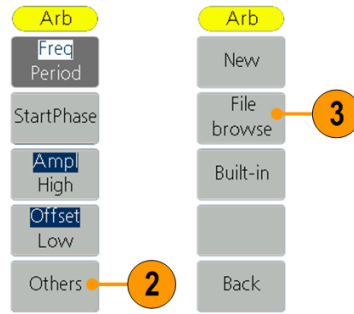 Arb
Freq
Period
StartPhase
Ampl
High
Offset
Low
Others
2
Arb
New
File
browse
3
Built-in
Back